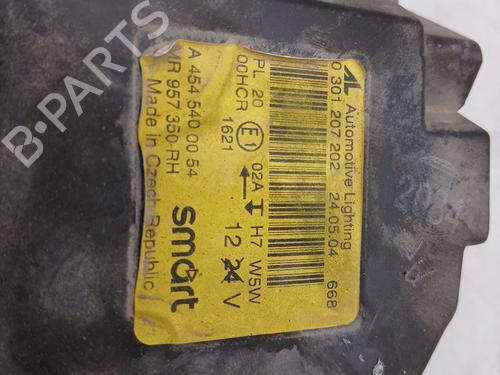 Automotive Lighting
0 301 207 202 24.05.04 668
PL 20 02A H7 W5W
00HCR E1
1621
12 24 V
A 454 540 00 54
MR 957 350-RH
Made in Czech Republic
smart
B-PARTS